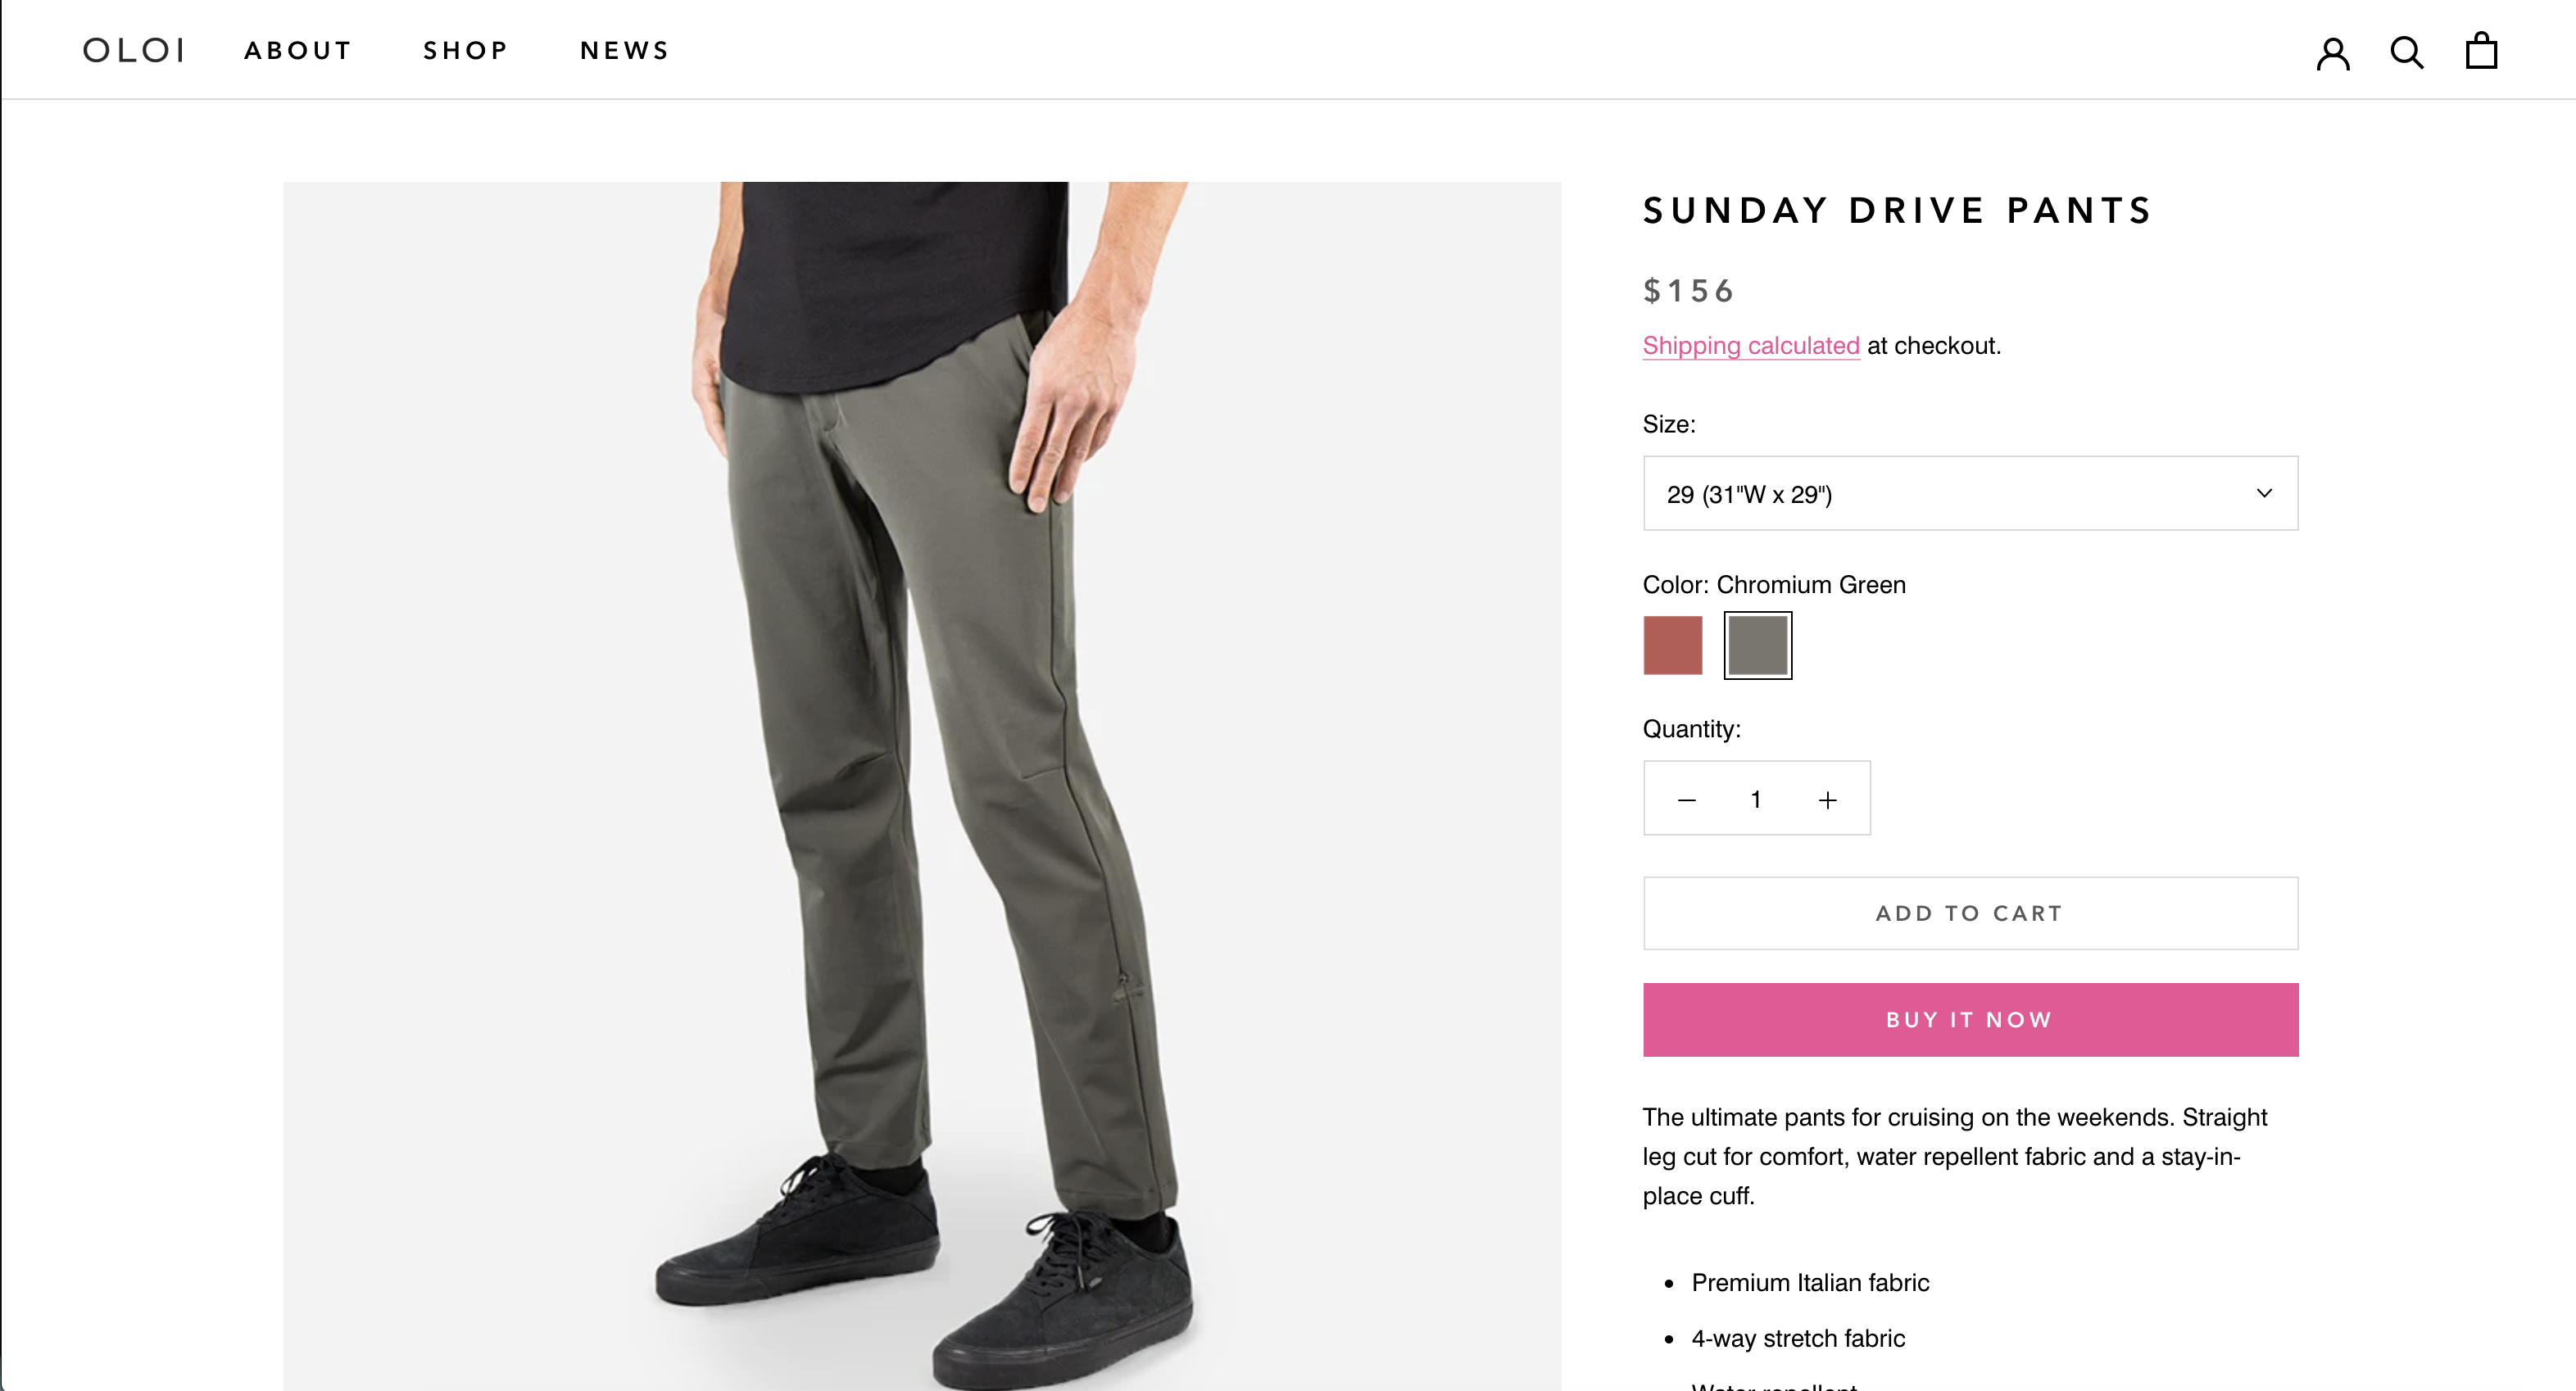 OLOI
ABOUT
SHOP
NEWS
SUNDAY DRIVE PANTS
$156
Shipping calculated at checkout.
Size:
29 (31"W x 29")
Color: Chromium Green
Quantity:
1
ADD TO CART
BUY IT NOW
The ultimate pants for cruising on the weekends. Straight
leg cut for comfort, water repellent fabric and a stay-in-
place cuff.
Premium Italian fabric
4-way stretch fabric
Water repellent